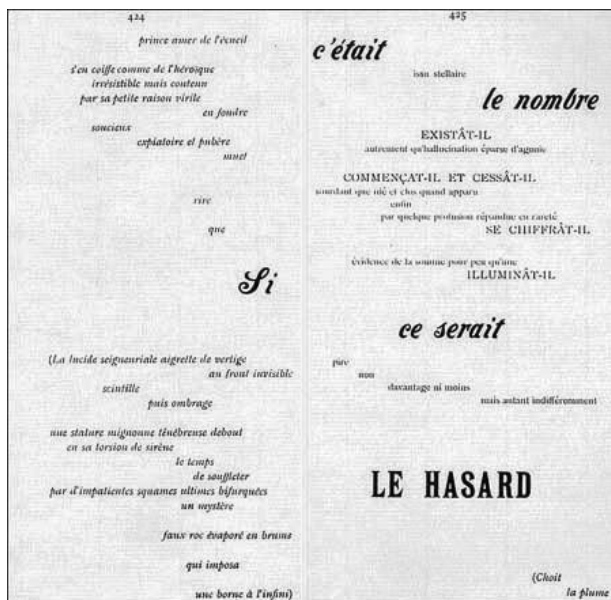 424
prince amer de l'écueil
s'en coiffe comme de l'héroïque
irrésistible mais contenu
par sa petite raison virile
en foudre
soucieux
expiatoire et pubère
muet
rire
que
Si
(La lucide seigneuriale aigrette de vertige
au front invisible
scintille
puis ombrage
une stature mignonne ténébreuse debout
en sa torsion de sirène
le temps
de souffleter
par d'impatientes squames ultimes bifurquées
un mystère
faux roc évaporé en brume
qui imposa
une borne à l'infini)
425
c'était
issu stellaire
le nombre
EXISTÂT-IL
autrement qu'hallucination éparse d'agonie
COMMENÇAT-IL ET CESSÂT-IL
sourdant que nié et clos quand apparu
enfin
par quelque profusion répandue en rareté
SE CHIFFRÂT-IL
évidence de la somme pour peu qu'une
ILLUMINÂT-IL
ce serait
pire
non
davantage ni moins
mais autant indifféremment
LE HASARD
(Choit
la plume